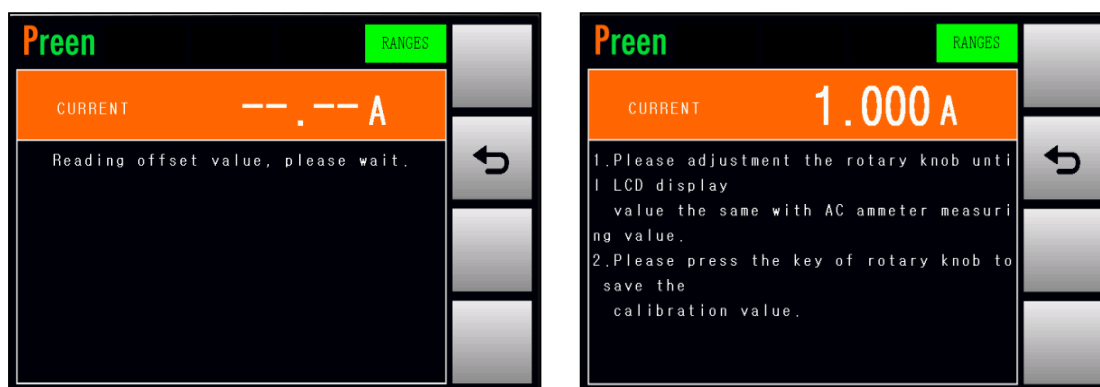 Preen
RANGES
CURRENT --.-- A
Reading offset value, please wait.
Preen
RANGES
CURRENT 1.000 A
1.Please adjustment the rotary knob unti
l LCD display
value the same with AC ammeter measuri
ng value.
2.Please press the key of rotary knob to
save the
calibration value.